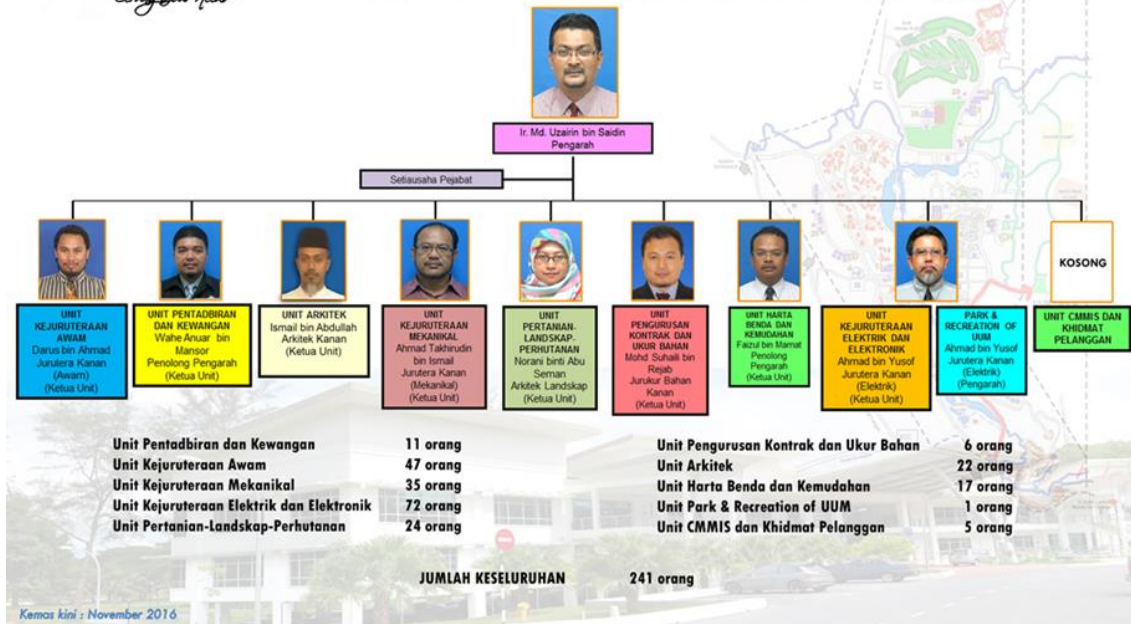 Ir. Md. Uzairin bin Saidin
Pengarah
Setiausaha Pejabat
KOSONG
UNIT
KEJURUTERAAN
AWAM
Darus bin Ahmad
Jurutera Kanan
(Awam)
(Ketua Unit)
UNIT PENTADBIRAN
DAN KEWANGAN
Wahe Anuar bin
Mansor
Penolong Pengarah
(Ketua Unit)
UNIT ARKITEK
Ismail bin Abdullah
Arkitek Kanan
(Ketua Unit)
UNIT
KEJURUTERAAN
MEKANIKAL
Ahmad Takhirudin
bin Ismail
Jurutera Kanan
(Mekanikal)
(Ketua Unit)
UNIT
PERTANIAN-
LANDSKAP-
PERHUTANAN
Norani binti Abu
Seman
Arkitek Landskap
(Ketua Unit)
UNIT
PENGURUSAN
KONTRAK DAN
UKUR BAHAN
Mohd Suhaili bin
Rejab
Jurukur Bahan
Kanan
(Ketua Unit)
UNIT HARTA
BENDA DAN
KEMUDAHAN
Faizul bin Mamat
Penolong
Pengarah
(Ketua Unit)
UNIT
KEJURUTERAAN
ELEKTRIK DAN
ELEKTRONIK
Ahmad bin Yusof
Jurutera Kanan
(Elektrik)
(Ketua Unit)
PARK &
RECREATION OF
UUM
Ahmad bin Yusof
Jurutera Kanan
(Elektrik)
(Pengarah)
UNIT CMMIS DAN
KHIDMAT
PELANGGAN
Unit Pentadbiran dan Kewangan 11 orang
Unit Kejuruteraan Awam 47 orang
Unit Kejuruteraan Mekanikal 35 orang
Unit Kejuruteraan Elektrik dan Elektronik 72 orang
Unit Pertanian-Landskap-Perhutanan 24 orang
Unit Pengurusan Kontrak dan Ukur Bahan 6 orang
Unit Arkitek 22 orang
Unit Harta Benda dan Kemudahan 17 orang
Unit Park & Recreation of UUM 1 orang
Unit CMMIS dan Khidmat Pelanggan 5 orang
JUMLAH KESELURUHAN 241 orang
Kemas kini : November 2016